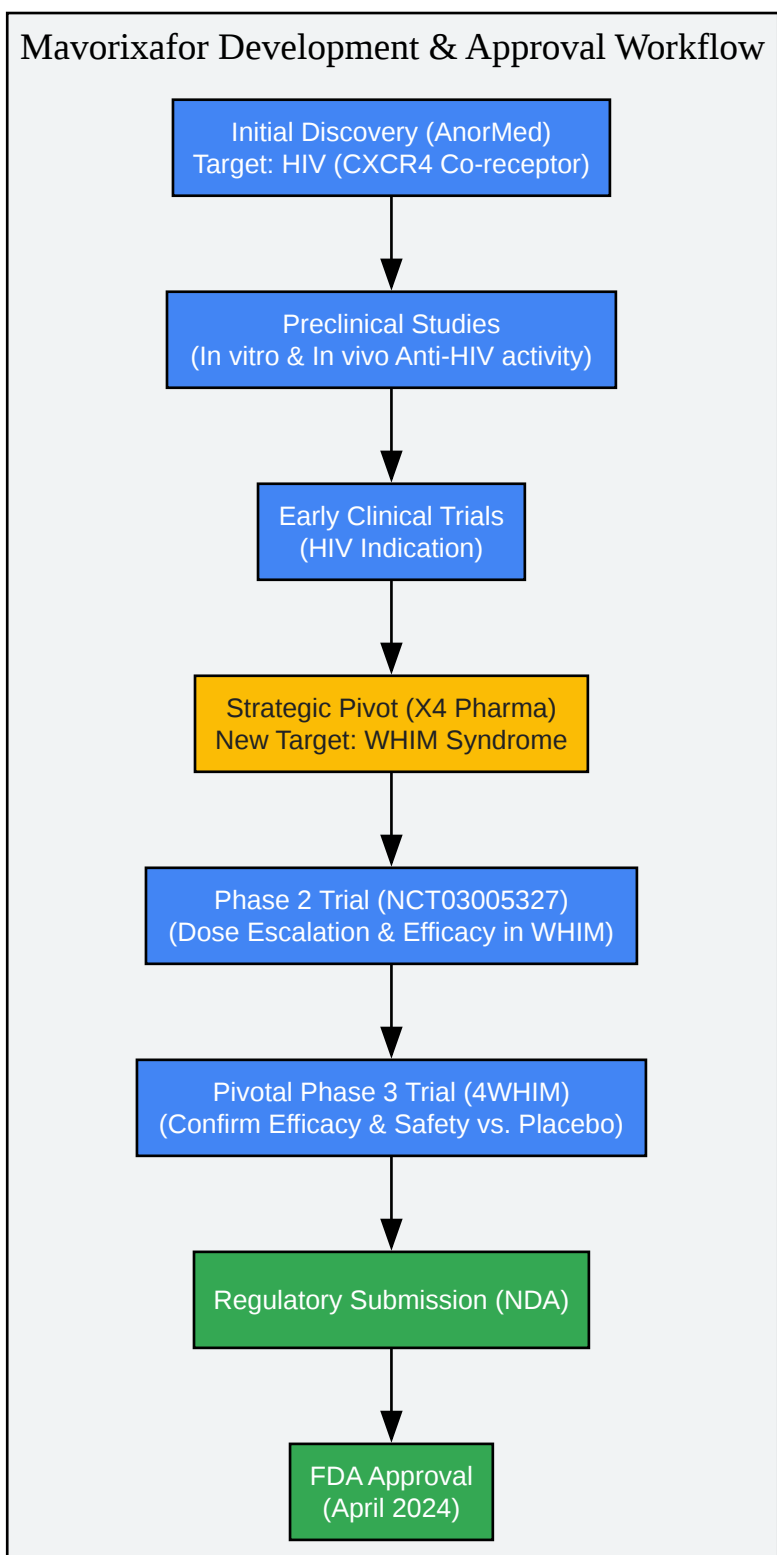 Mavorixafor Development & Approval Workflow
Initial Discovery (AnorMed)
Target: HIV (CXCR4 Co-receptor)
Preclinical Studies
(In vitro & In vivo Anti-HIV activity)
Early Clinical Trials
(HIV Indication)
Strategic Pivot (X4 Pharma)
New Target: WHIM Syndrome
Phase 2 Trial (NCT03005327)
(Dose Escalation & Efficacy in WHIM)
Pivotal Phase 3 Trial (4WHIM)
(Confirm Efficacy & Safety vs. Placebo)
Regulatory Submission (NDA)
FDA Approval
(April 2024)